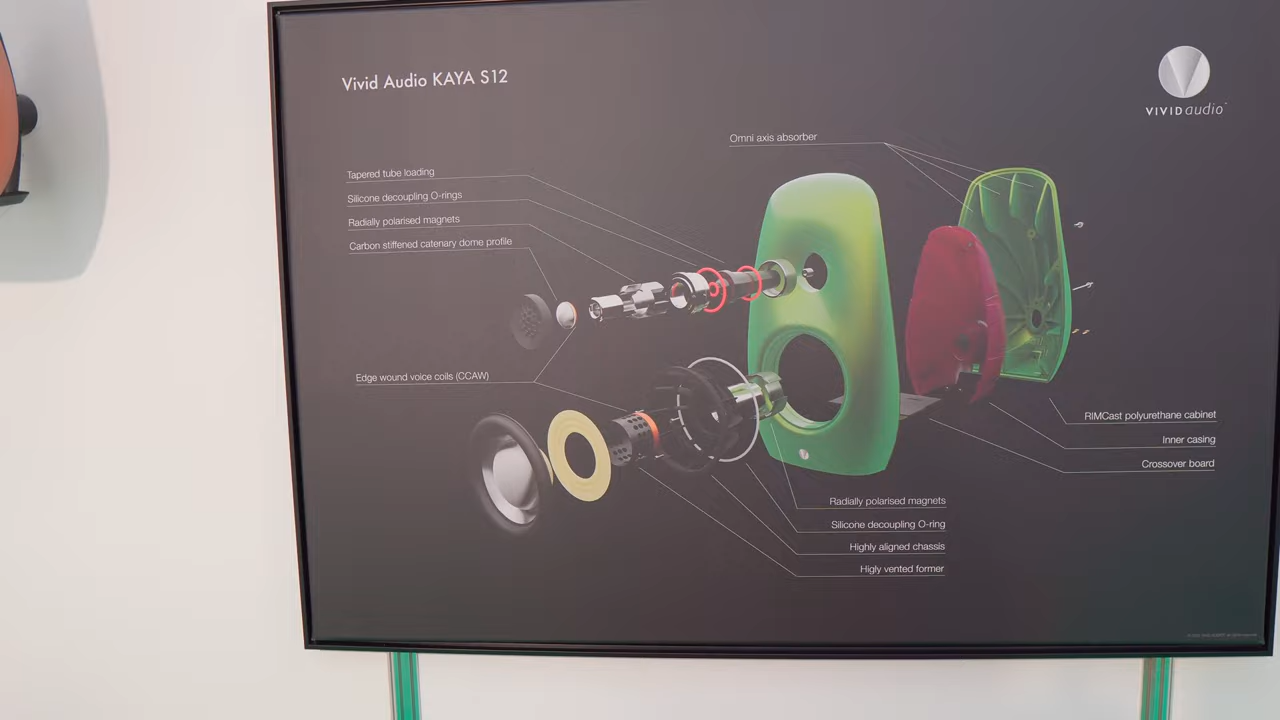 Vivid Audio KAYA S12
VIVID audio
Omni axis absorber
Tapered tube loading
Silicone decoupling O-rings
Radially polarised magnets
Carbon stiffened catenary dome profile
Edge wound voice coils (CCAW)
RIMCast polyurethane cabinet
Inner casing
Crossover board
Radially polarised magnets
Silicone decoupling O-ring
Highly aligned chassis
Higly vented former